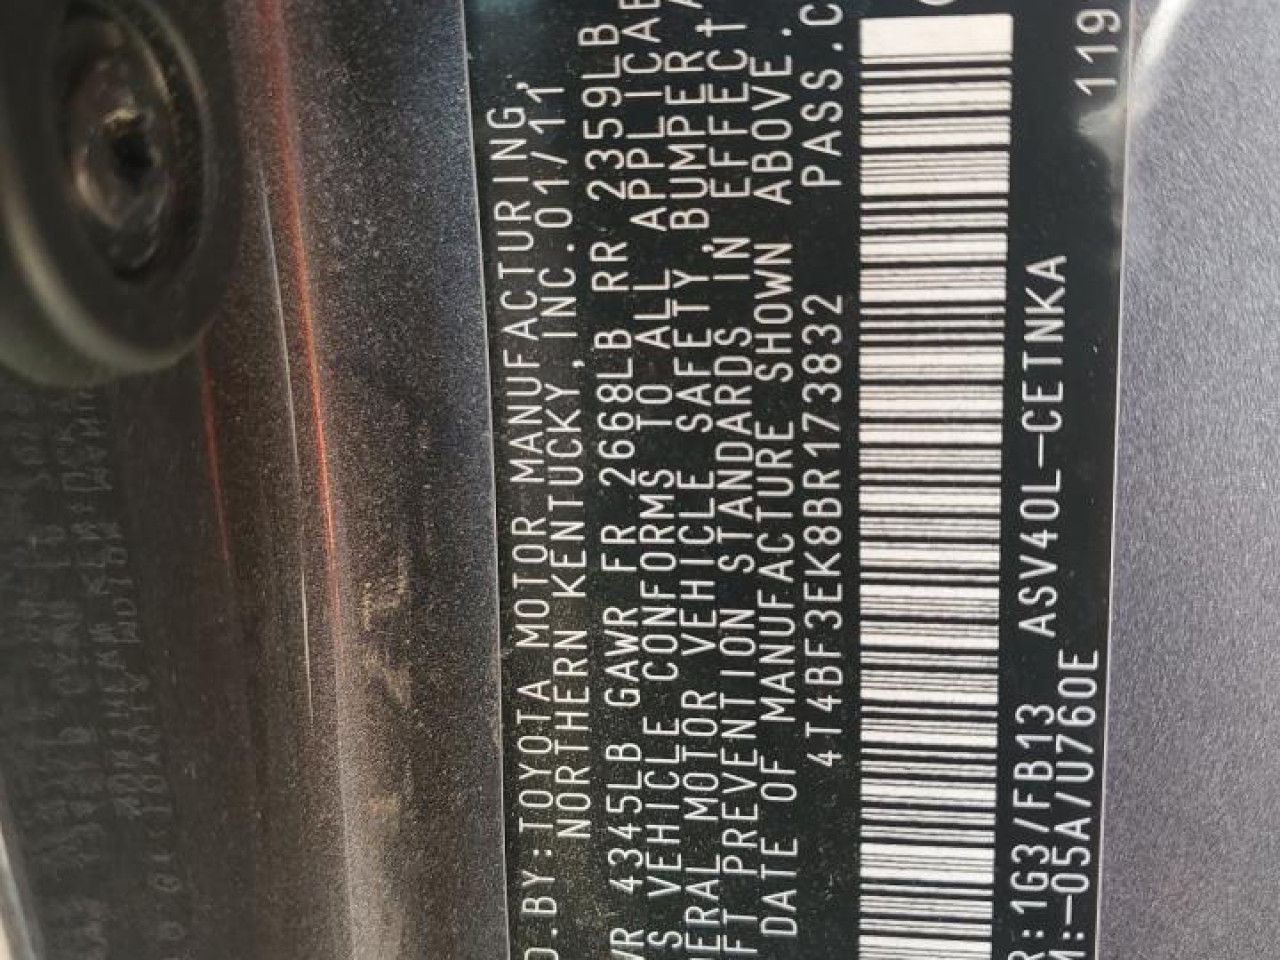 D.BY:TOYOTA MOTOR MANUFACTURING,
NORTHERN KENTUCKY,INC.01/11
WR 4345LB GAWR FR 2668LB RR 2359LB
S VEHICLE CONFORMS TO ALL APPLICAB
ERAL MOTOR VEHICLE SAFETY,BUMPER A
FT PREVENTION STANDARDS IN EFFECT
DATE OF MANUFACTURE SHOWN ABOVE.
4T4BF3EK8BR173832 PASS.C
R:1G3/FB13 ASV40L-CETNKA 119
M:-05A/U760E